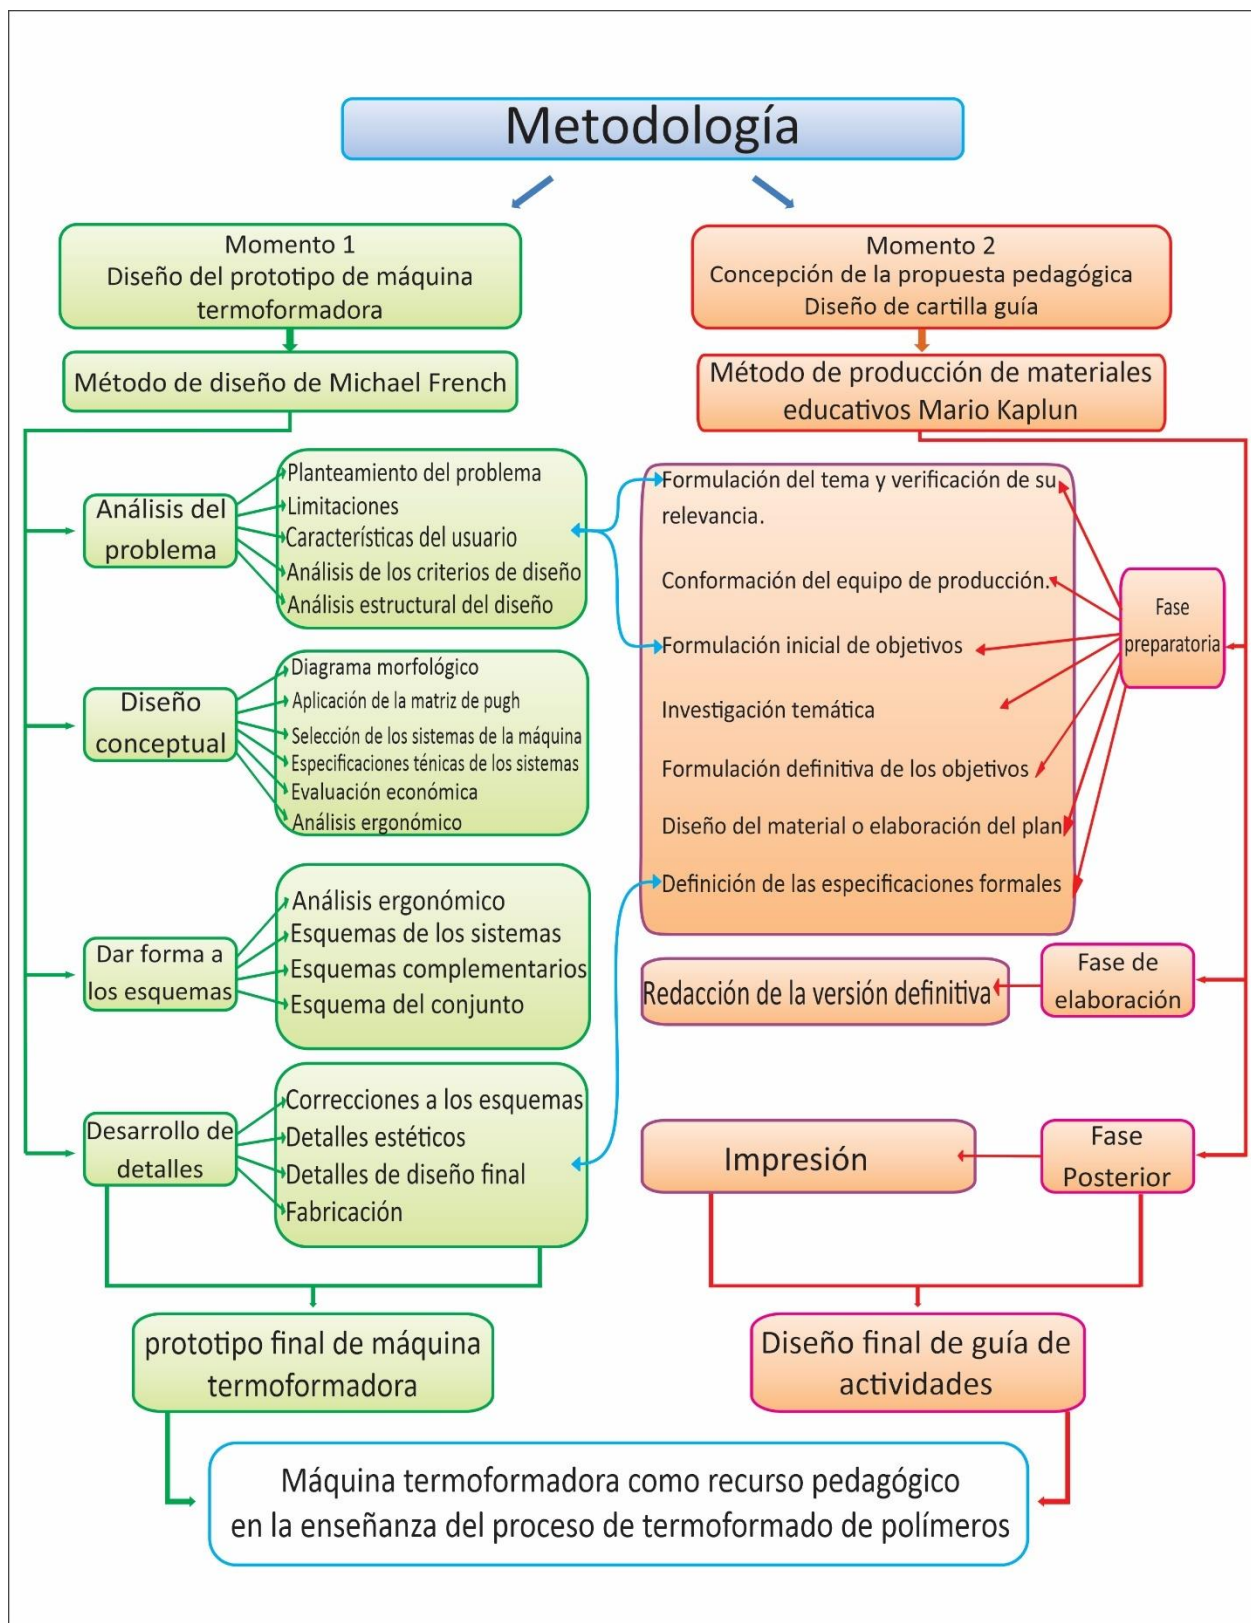 Metodología
Momento 1
Diseño del prototipo de máquina
termoformadora
Método de diseño de Michael French
Análisis del
problema
Planteamiento del problema
Limitaciones
Características del usuario
Análisis de los criterios de diseño
Análisis estructural del diseño
Diseño
conceptual
Diagrama morfológico
Aplicación de la matriz de pugh
Selección de los sistemas de la máquina
Especificaciones ténicas de los sistemas
Evaluación económica
Análisis ergonómico
Dar forma a
los esquemas
Análisis ergonómico
Esquemas de los sistemas
Esquemas complementarios
Esquema del conjunto
Desarrollo de
detalles
Correcciones a los esquemas
Detalles estéticos
Detalles de diseño final
Fabricación
prototipo final de máquina
termoformadora
Momento 2
Concepción de la propuesta pedagógica
Diseño de cartilla guía
Método de producción de materiales
educativos Mario Kaplun
Formulación del tema y verificación de su
relevancia.
Conformación del equipo de producción.
Formulación inicial de objetivos
Investigación temática
Formulación definitiva de los objetivos
Diseño del material o elaboración del plan
Definición de las especificaciones formales
Fase
preparatoria
Redacción de la versión definitiva
Fase de
elaboración
Impresión
Fase
Posterior
Diseño final de guía de
actividades
Máquina termoformadora como recurso pedagógico
en la enseñanza del proceso de termoformado de polímeros